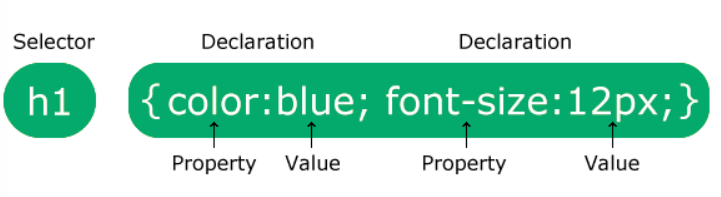 Selector Declaration Declaration
h1 {color:blue; font-size:12px;}
Property Value Property Value